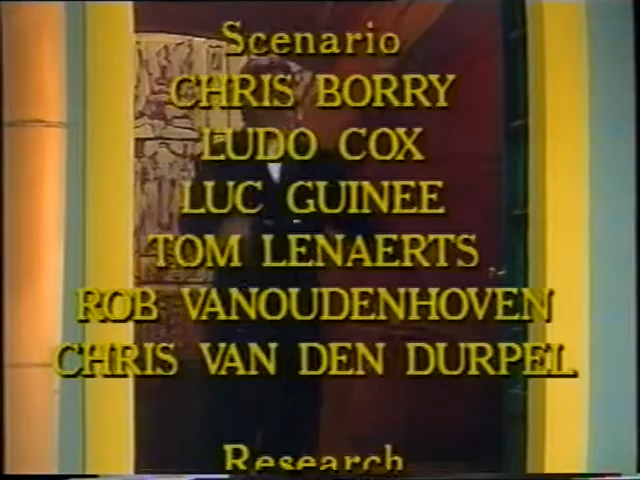 Scenario
CHRIS BORRY
LUDO COX
LUC GUINEE
TOM LENAERTS
ROB VANOUDENHOVEN
CHRIS VAN DEN DURPEL
Research